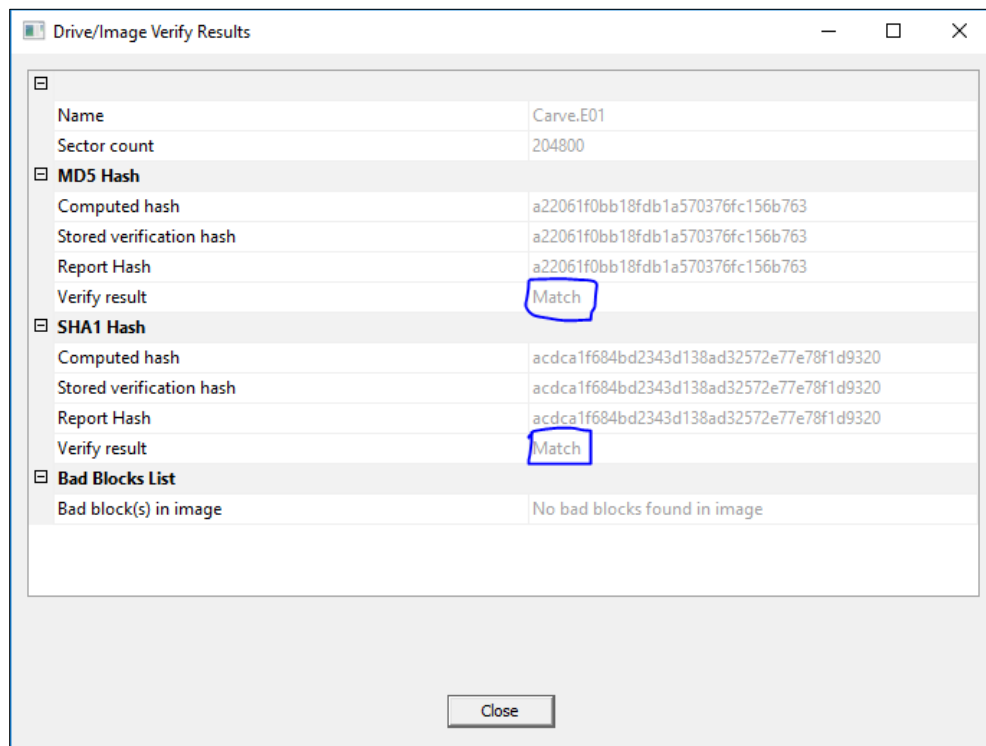 Drive/Image Verify Results
Name Carve.E01
Sector count 204800
MD5 Hash
Computed hash a22061f0bb18fdb1a570376fc156b763
Stored verification hash a22061f0bb18fdb1a570376fc156b763
Report Hash a22061f0bb18fdb1a570376fc156b763
Verify result Match
SHA1 Hash
Computed hash acdca1f684bd2343d138ad32572e77e78f1d9320
Stored verification hash acdca1f684bd2343d138ad32572e77e78f1d9320
Report Hash acdca1f684bd2343d138ad32572e77e78f1d9320
Verify result Match
Bad Blocks List
Bad block(s) in image No bad blocks found in image
Close